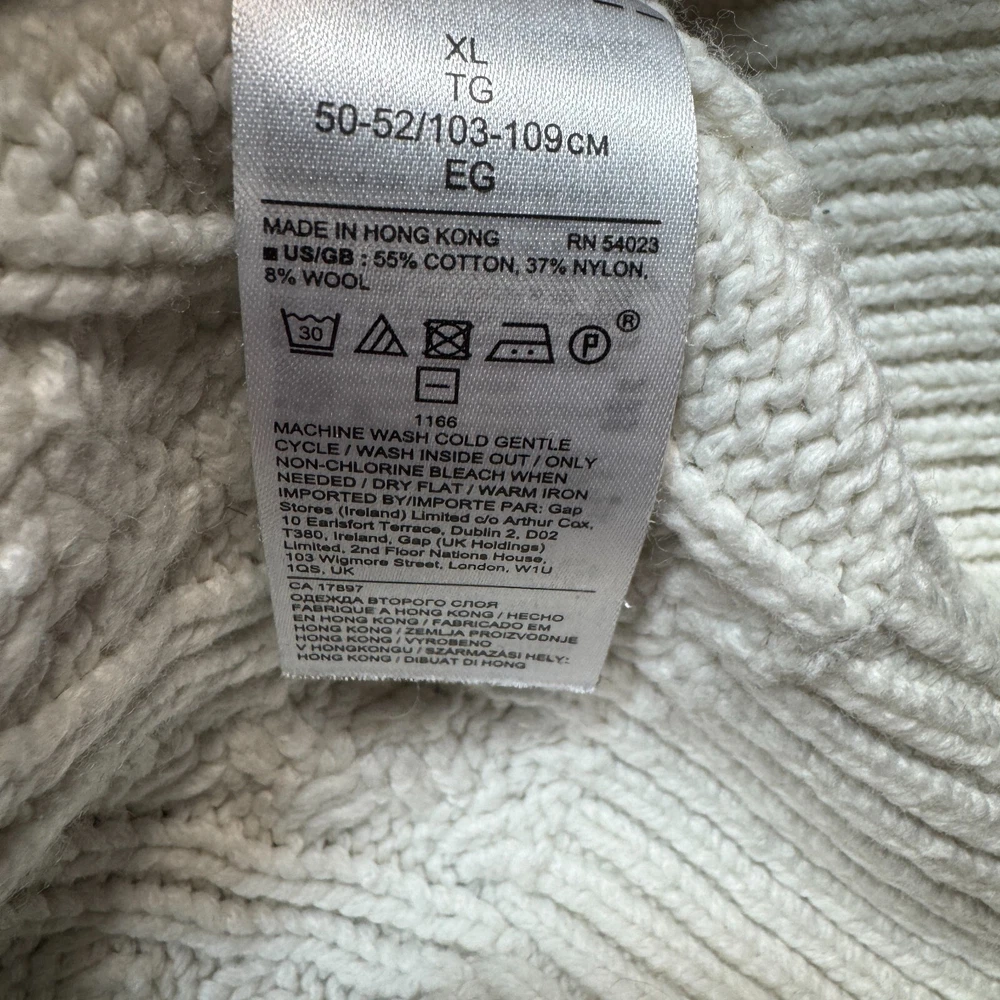 XL
TG
50-52/103-109CM
EG
MADE IN HONG KONG RN 54023
■ US/GB : 55% COTTON, 37% NYLON,
8% WOOL
30 P ®
1166
MACHINE WASH COLD GENTLE
CYCLE / WASH INSIDE OUT / ONLY
NON-CHLORINE BLEACH WHEN
NEEDED / DRY FLAT / WARM IRON
IMPORTED BY/IMPORTE PAR: Gap
Stores (Ireland) Limited c/o Arthur Cox,
10 Earlsfort Terrace, Dublin 2, D02
T380, Ireland, Gap (UK Holdings)
Limited, 2nd Floor Nations House,
103 Wigmore Street, London, W1U
1QS, UK
CA 17897
ОДЕЖДА ВТОРОГО СЛОЯ
FABRIQUE A HONG KONG / HECHO
EN HONG KONG / FABRICADO EM
HONG KONG / ZEMLJA PROIZVODNJE
HONG KONG / VYROBENO
V HONGKONGU / SZÁRMAZÁSI HELY:
HONG KONG / DIBUAT DI HONG